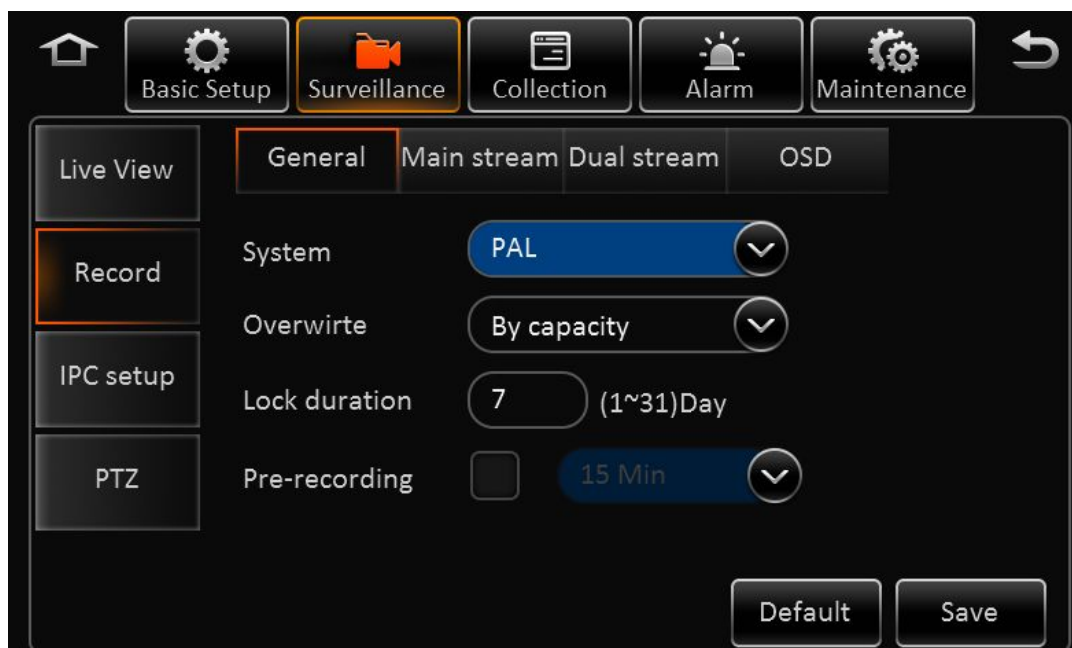 Basic Setup Surveillance Collection Alarm Maintenance
Live View
Record
IPC setup
PTZ
General Main stream Dual stream OSD
System PAL
Overwirte By capacity
Lock duration 7 (1~31)Day
Pre-recording 15 Min
Default Save